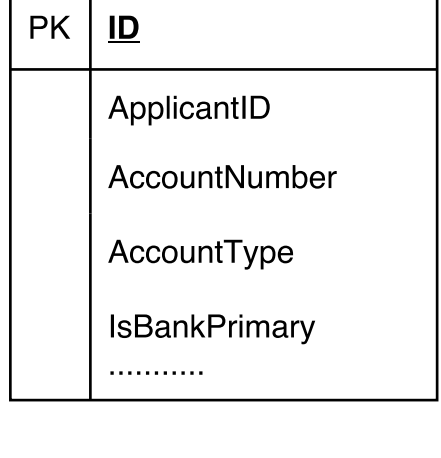 PK ID
ApplicantID
AccountNumber
AccountType
IsBankPrimary
...........